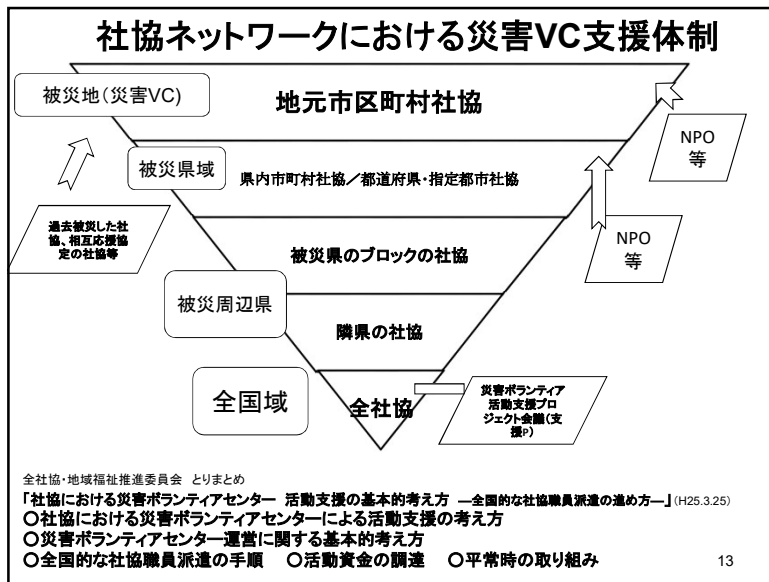 社協ネットワークにおける災害VC支援体制
被災地(災害VC)
地元市区町村社協
NPO
等
被災県域
県内市町村社協／都道府県・指定都市社協
過去被災した社
協、相互応援協
定の社協等
被災県のブロックの社協
NPO
等
被災周辺県
隣県の社協
全国域
全社協
災害ボランティア
活動支援プロ
ジェクト会議(支
援P)
全社協・地域福祉推進委員会　とりまとめ
「社協における災害ボランティアセンター　活動支援の基本的考え方　―全国的な社協職員派遣の進め方―」(H25.3.25)
○社協における災害ボランティアセンターによる活動支援の考え方
○災害ボランティアセンター運営に関する基本的考え方
○全国的な社協職員派遣の手順　○活動資金の調達　○平常時の取り組み
13